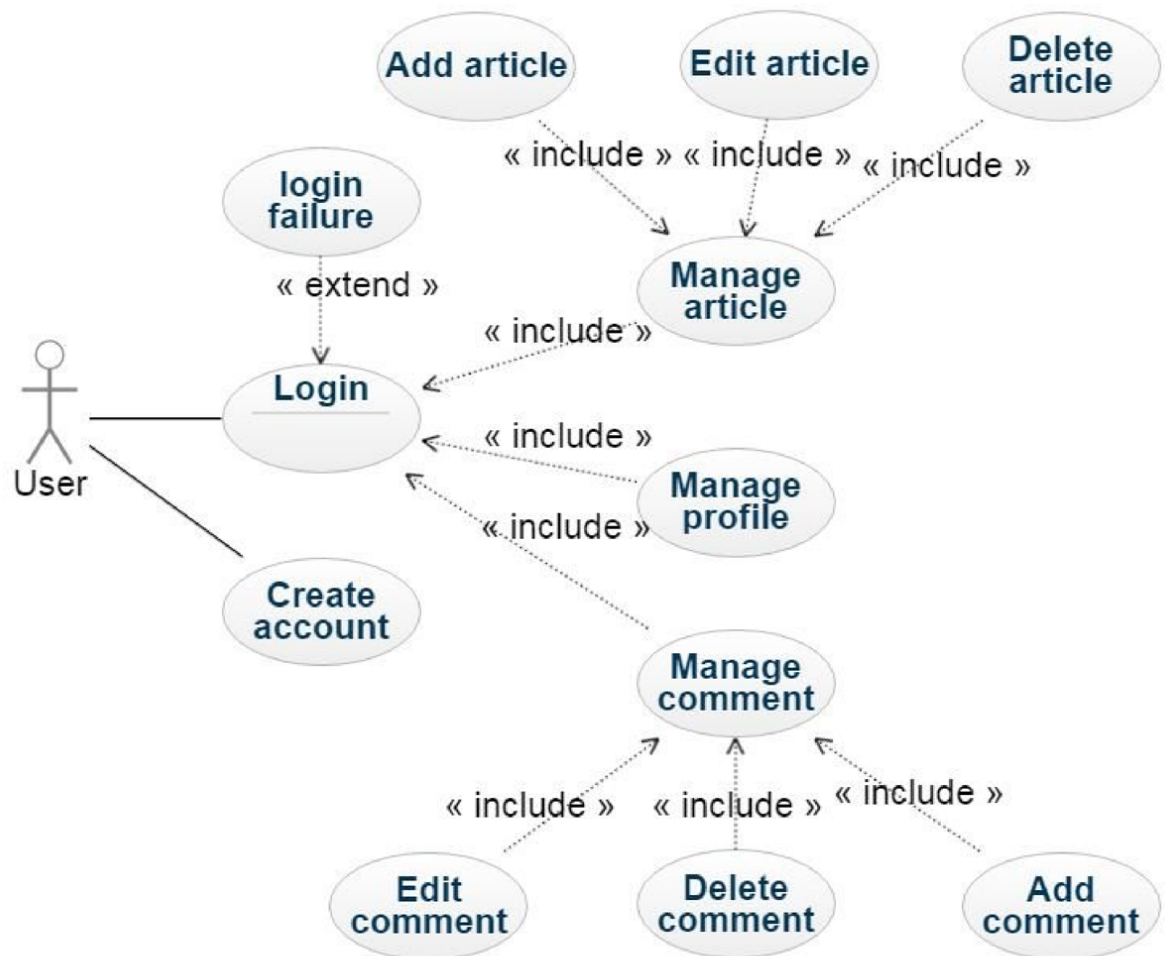 Add article
Edit article
Delete
article
« include »
« include »
« include »
login
failure
« extend »
Manage
article
« include »
Login
« include »
User
Manage
profile
« include »
Create
account
Manage
comment
« include »
« include »
« include »
Edit
comment
Delete
comment
Add
comment